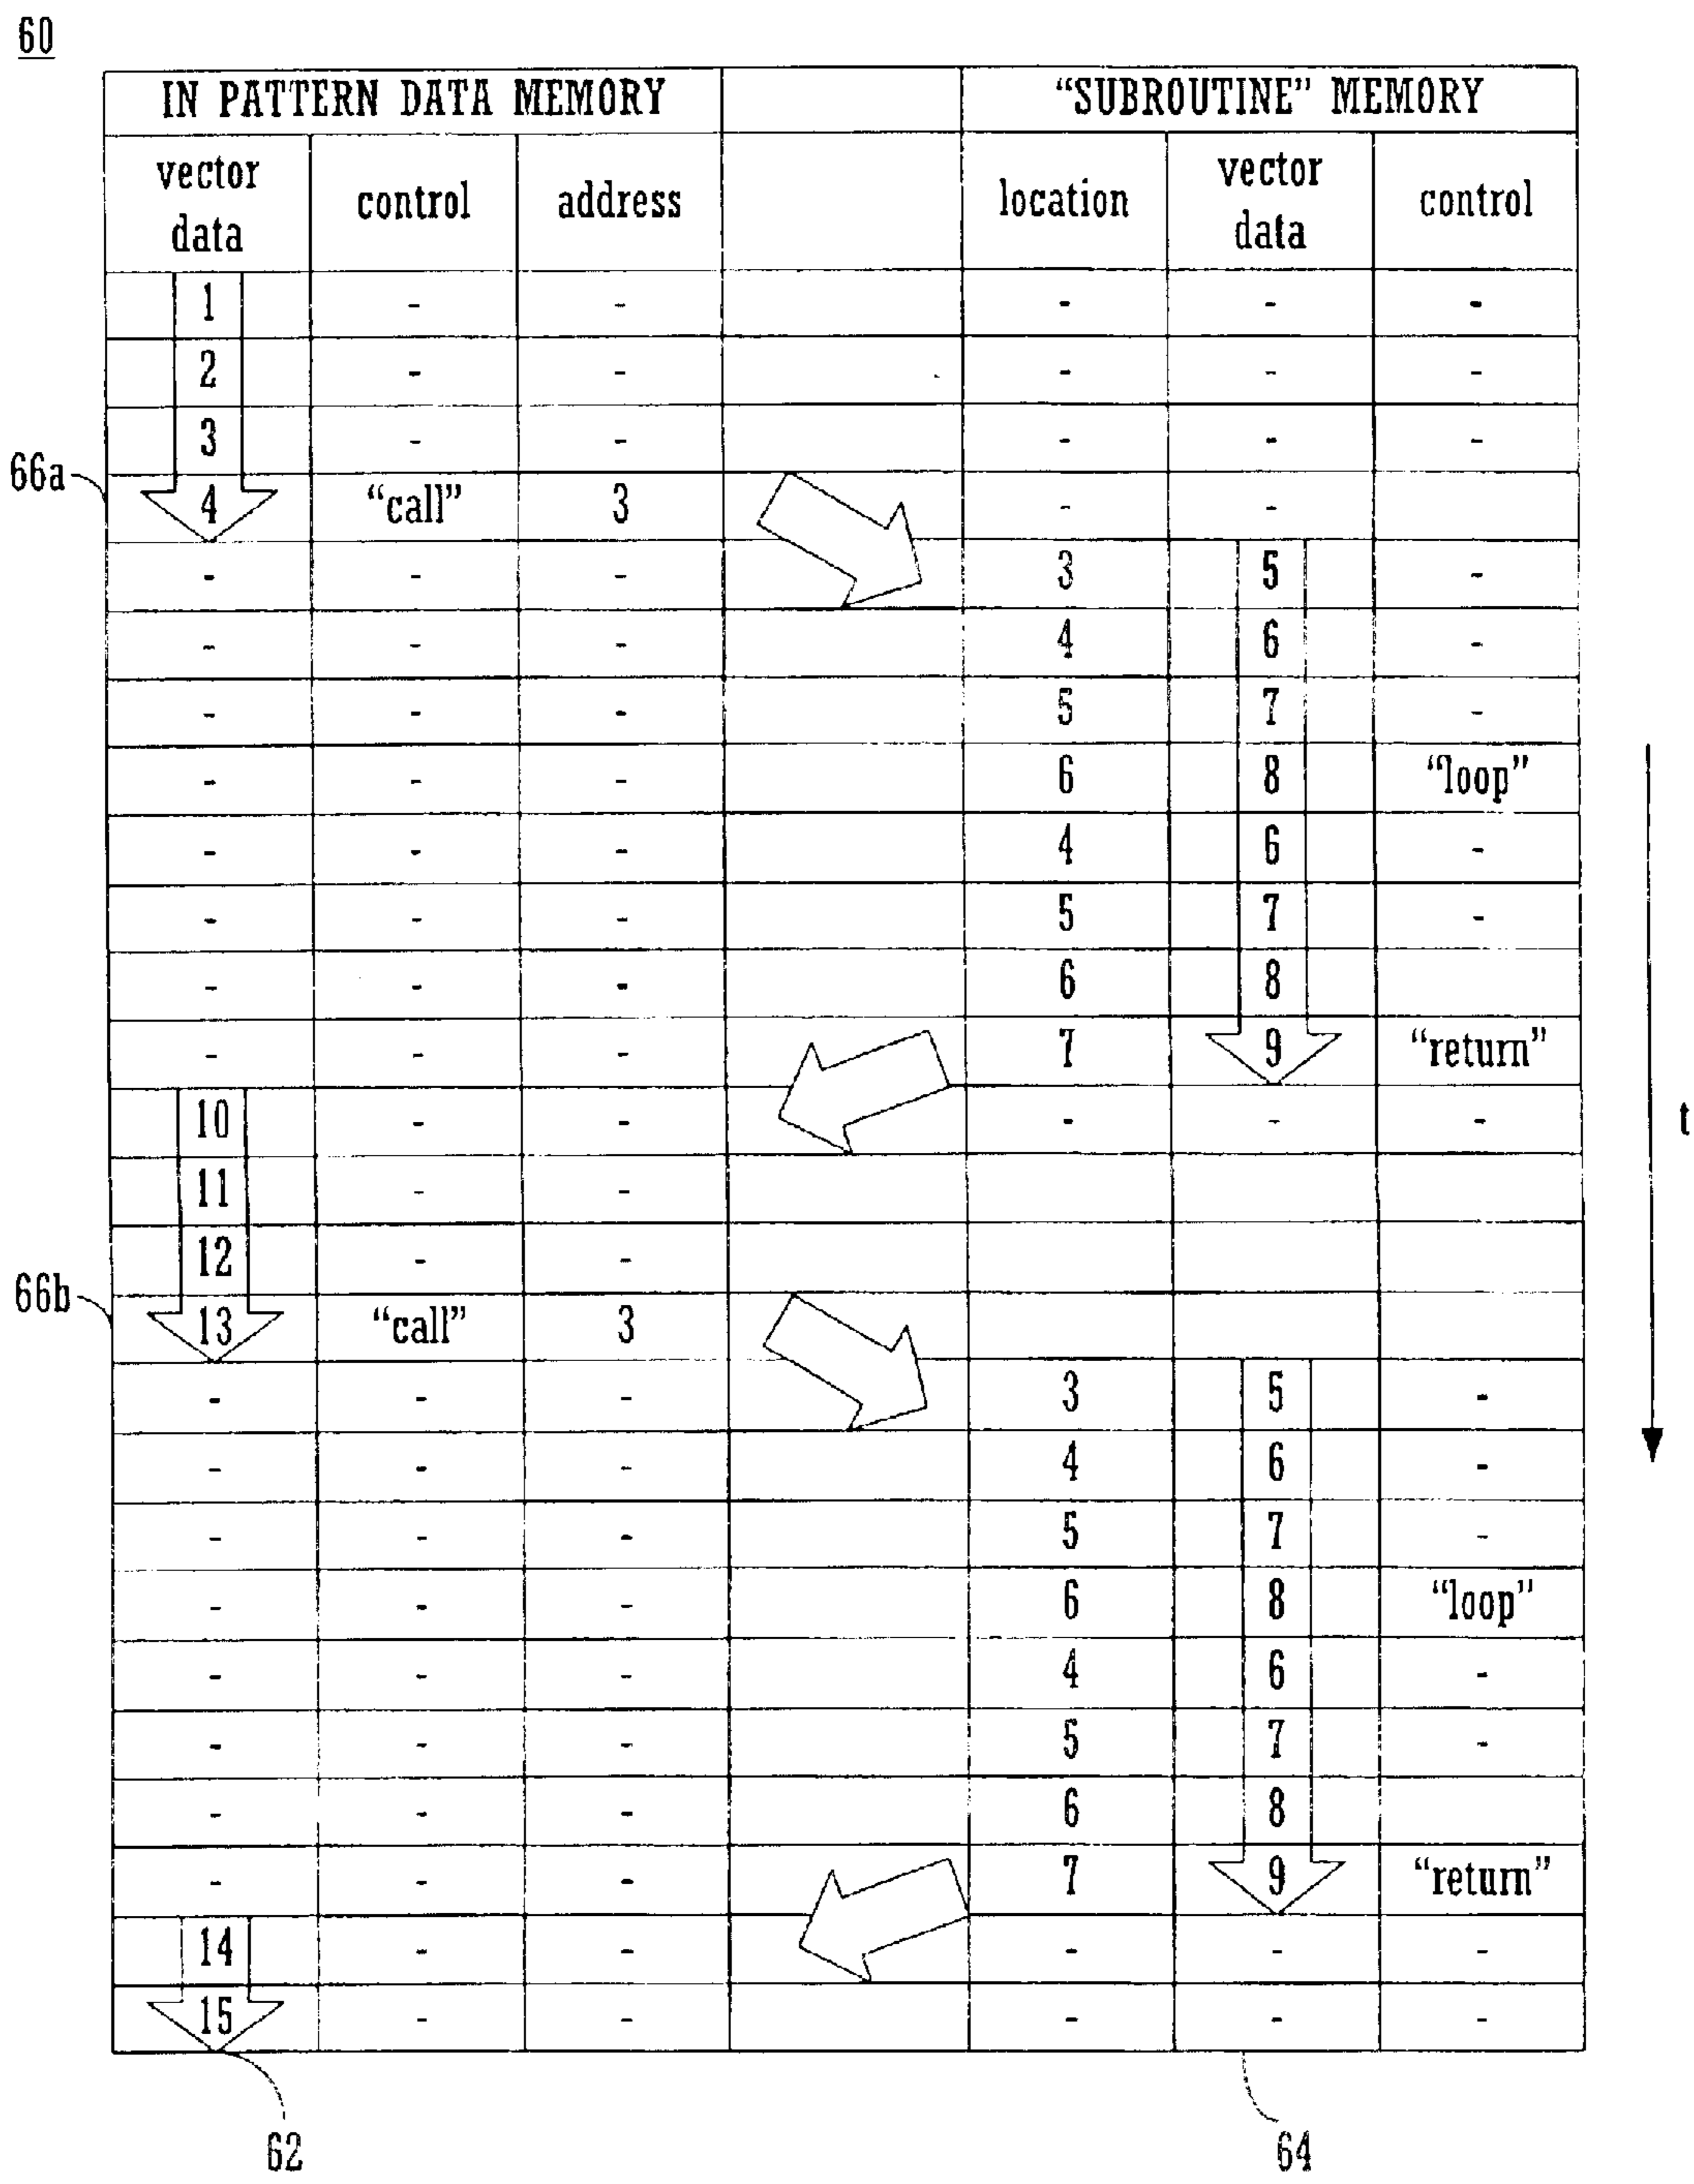 60
IN PATTERN DATA MEMORY "SUBROUTINE" MEMORY
vector data control address location vector data control
1 - - - - -
2 - - - - -
3 - - - - -
66a 4 "call" 3 - -
- - - 3 5 -
- - - 4 6 -
- - - 5 7 -
- - - 6 8 "loop"
- - - 4 6 -
- - - 5 7 -
- - - 6 8
- - - 7 9 "return"
10 - - - - -
t
11 - -
12 - -
66b 13 "call" 3
- - - 3 5 -
- - - 4 6 -
- - - 5 7 -
- - - 6 8 "loop"
- - - 4 6 -
- - - 5 7 -
- - - 6 8
- - - 7 9 "return"
14 - - - - -
15 - - - - -
62 64